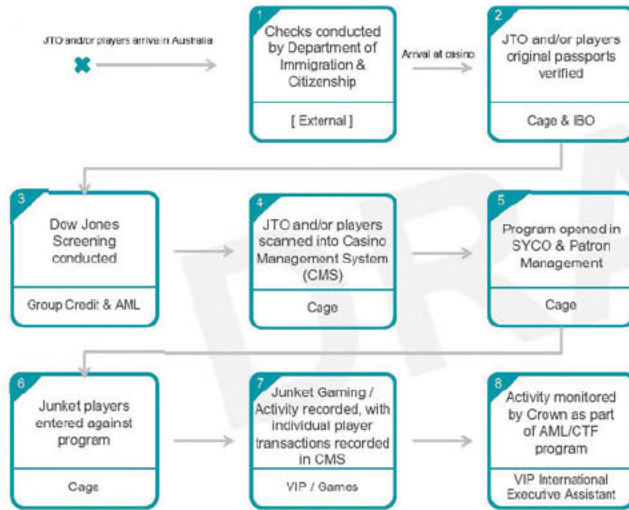 JTO and/or players arrive in Australia
1
Checks conducted
by Department of
Immigration &
Citizenship
[ External ]
Arrival at casino
2
JTO and/or players
original passports
verified
Cage & IBO
3
Dow Jones
Screening
conducted
Group Credit & AML
4
JTO and/or players
scanned into Casino
Management System
(CMS)
Cage
5
Program opened in
SYCO & Patron
Management
Cage
6
Junket players
entered against
program
Cage
7
Junket Gaming /
Activity recorded, with
individual player
transactions recorded
in CMS
VIP / Games
8
Activity monitored
by Crown as part
of AML/CTF
program
VIP International
Executive Assistant
DRA